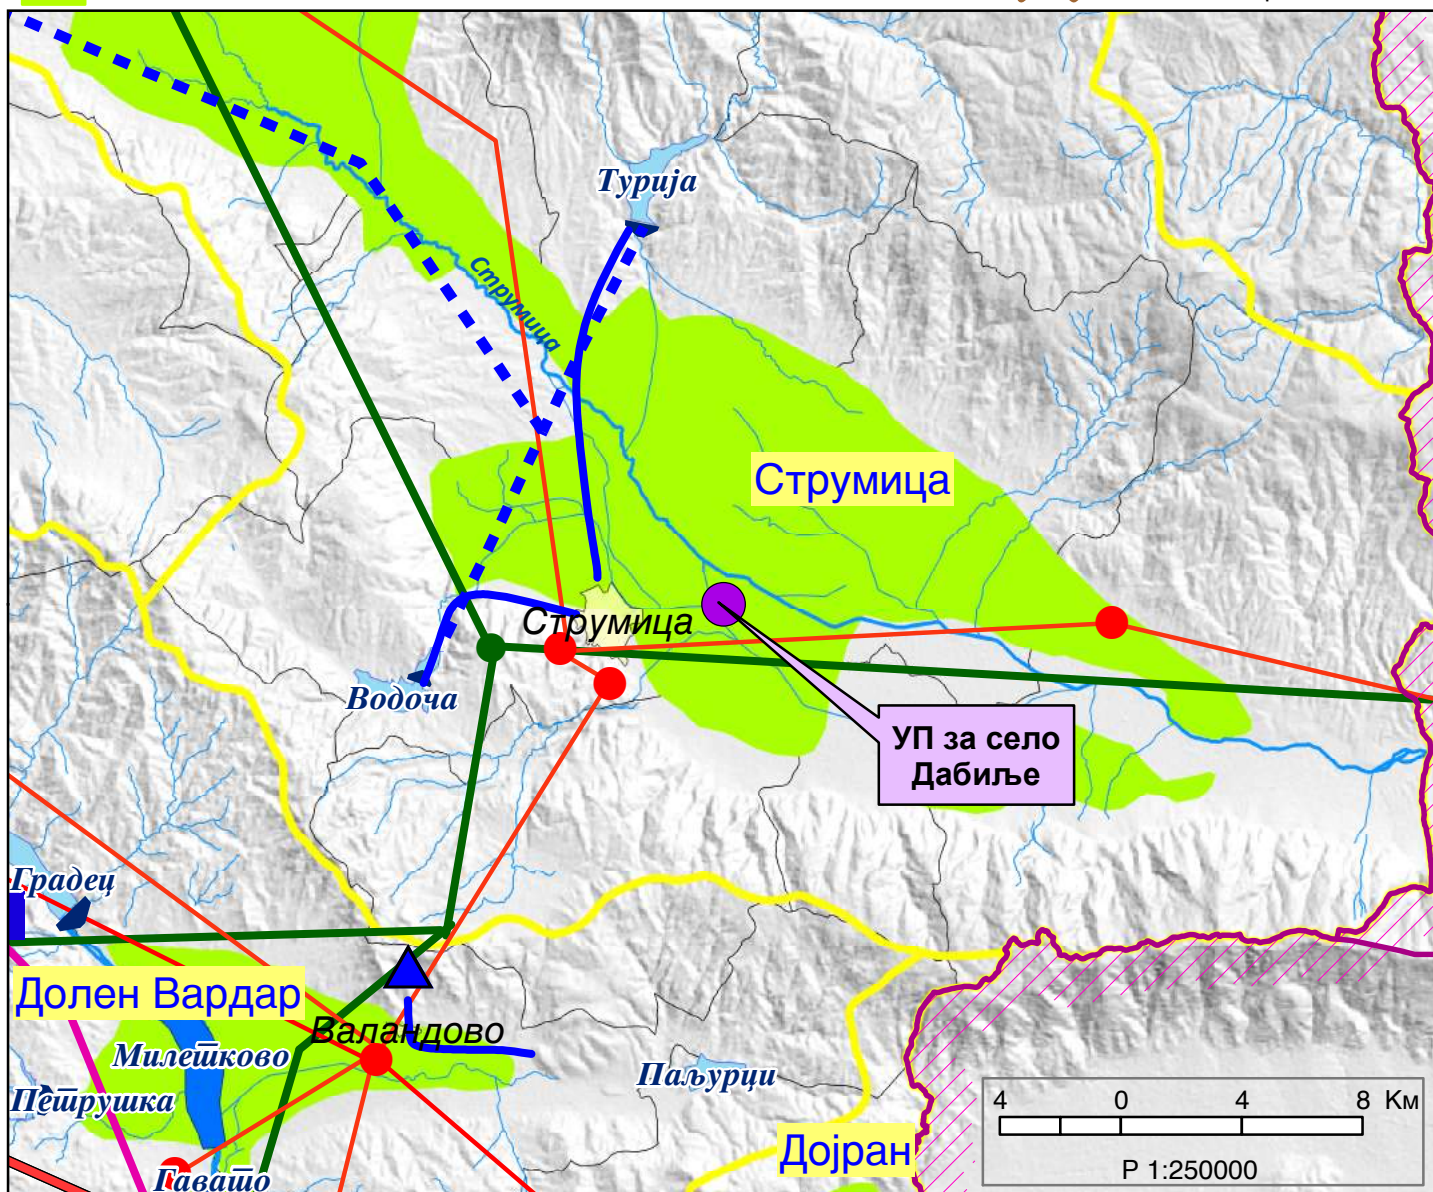 Турија
Струмица
Струмица
Струмица
Водоча
УП за село
Дабиље
Градец
Долен Вардар
Валандово
Милетково
Паљурци
Петрушка
4 0 4 8 Км
Дојран
Р 1:250000
Гавато